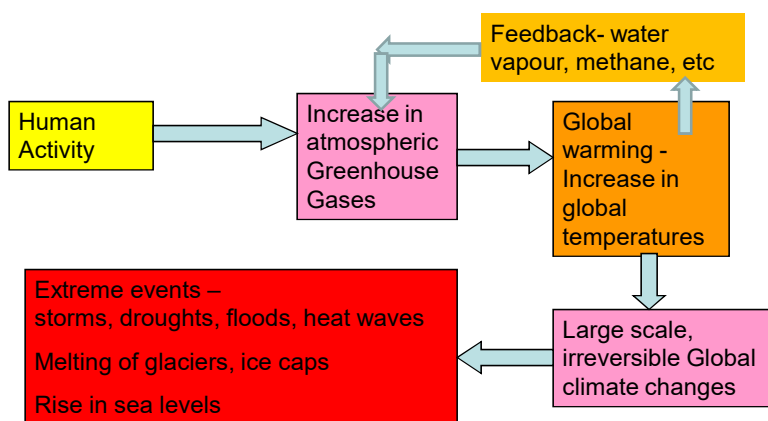 Feedback- water
vapour, methane, etc
Human
Activity
Increase in
atmospheric
Greenhouse
Gases
Global
warming -
Increase in
global
temperatures
Large scale,
irreversible Global
climate changes
Extreme events –
storms, droughts, floods, heat waves
Melting of glaciers, ice caps
Rise in sea levels